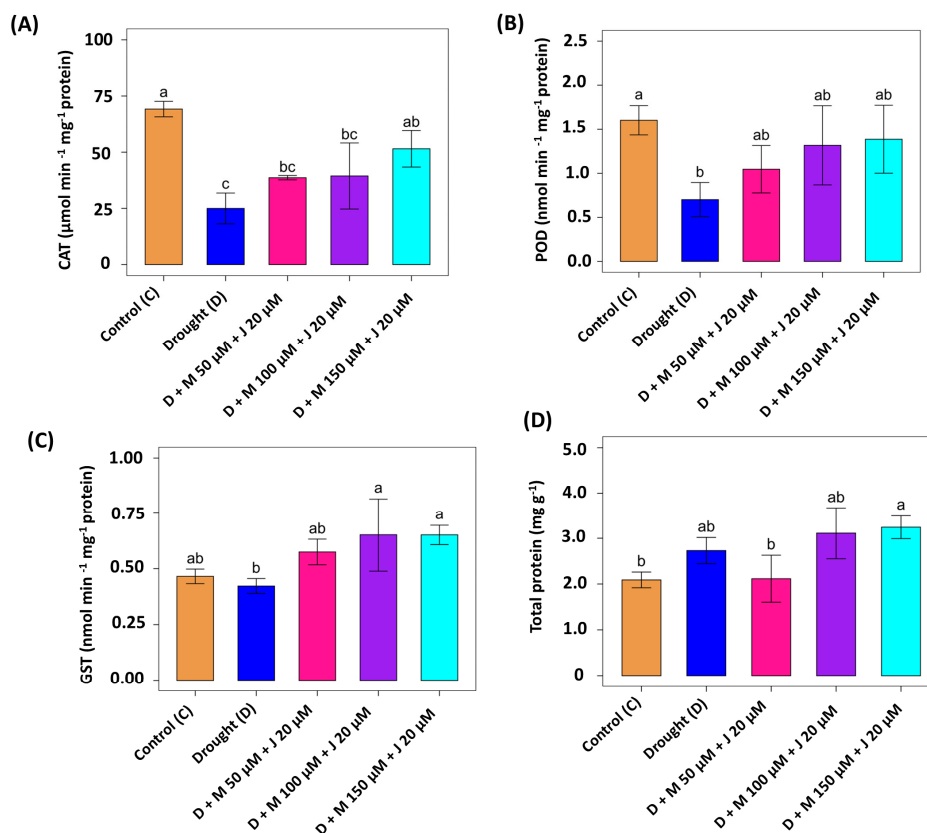 (A)
CAT (µmol min -1 mg-1 protein)
100
75
50
25
0
a
c
bc
bc
ab
Control (C)
Drought (D)
D + M 50 µM + J 20 µM
D + M 100 µM + J 20 µM
D + M 150 µM + J 20 µM
(B)
POD (nmol min -1 mg-1 protein)
2.5
2.0
1.5
1.0
0.5
0.0
a
b
ab
ab
ab
Control (C)
Drought (D)
D + M 50 µM + J 20 µM
D + M 100 µM + J 20 µM
D + M 150 µM + J 20 µM
(C)
GST (nmol min -1 mg-1 protein)
1.00
0.75
0.50
0.25
0.00
ab
b
ab
a
a
Control (C)
Drought (D)
D + M 50 µM + J 20 µM
D + M 100 µM + J 20 µM
D + M 150 µM + J 20 µM
(D)
Total protein (mg g-1)
5.0
4.0
3.0
2.0
1.0
0
b
ab
b
ab
a
Control (C)
Drought (D)
D + M 50 µM + J 20 µM
D + M 100 µM + J 20 µM
D + M 150 µM + J 20 µM